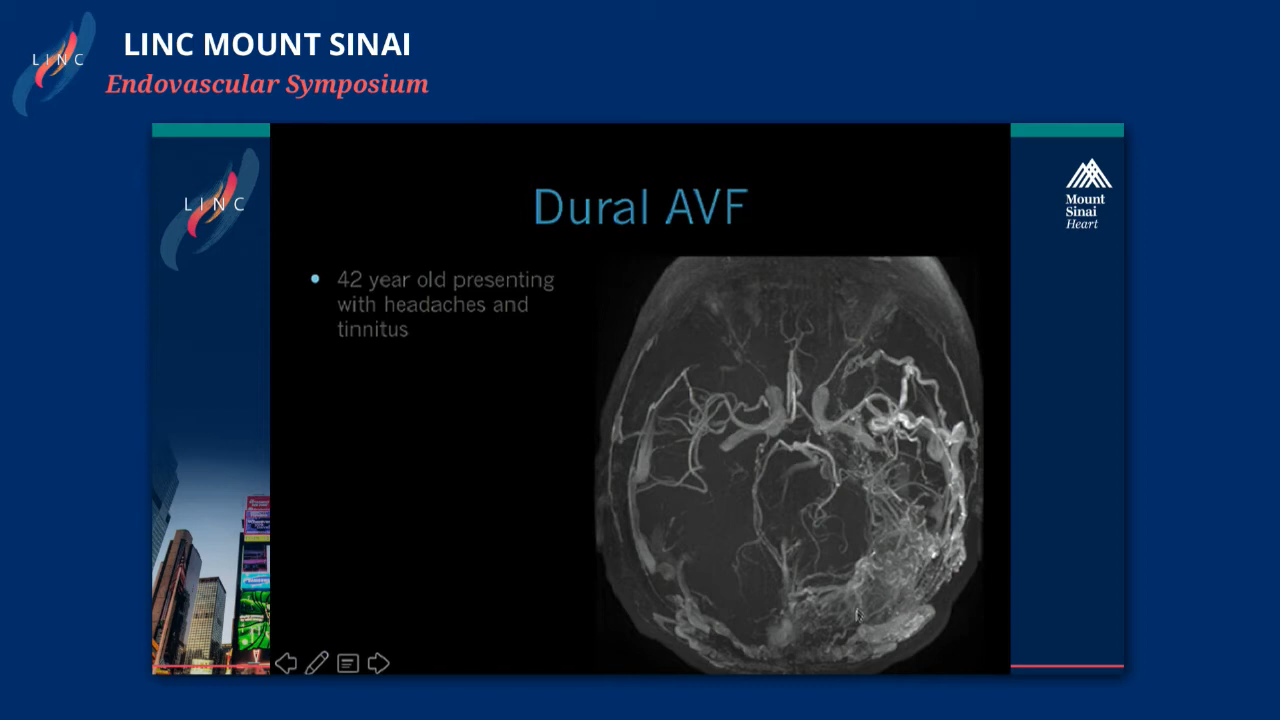 LINC
LINC MOUNT SINAI
Endovascular Symposium
LINC
Mount
Sinai
Heart
Dural AVF
• 42 year old presenting
with headaches and
tinnitus